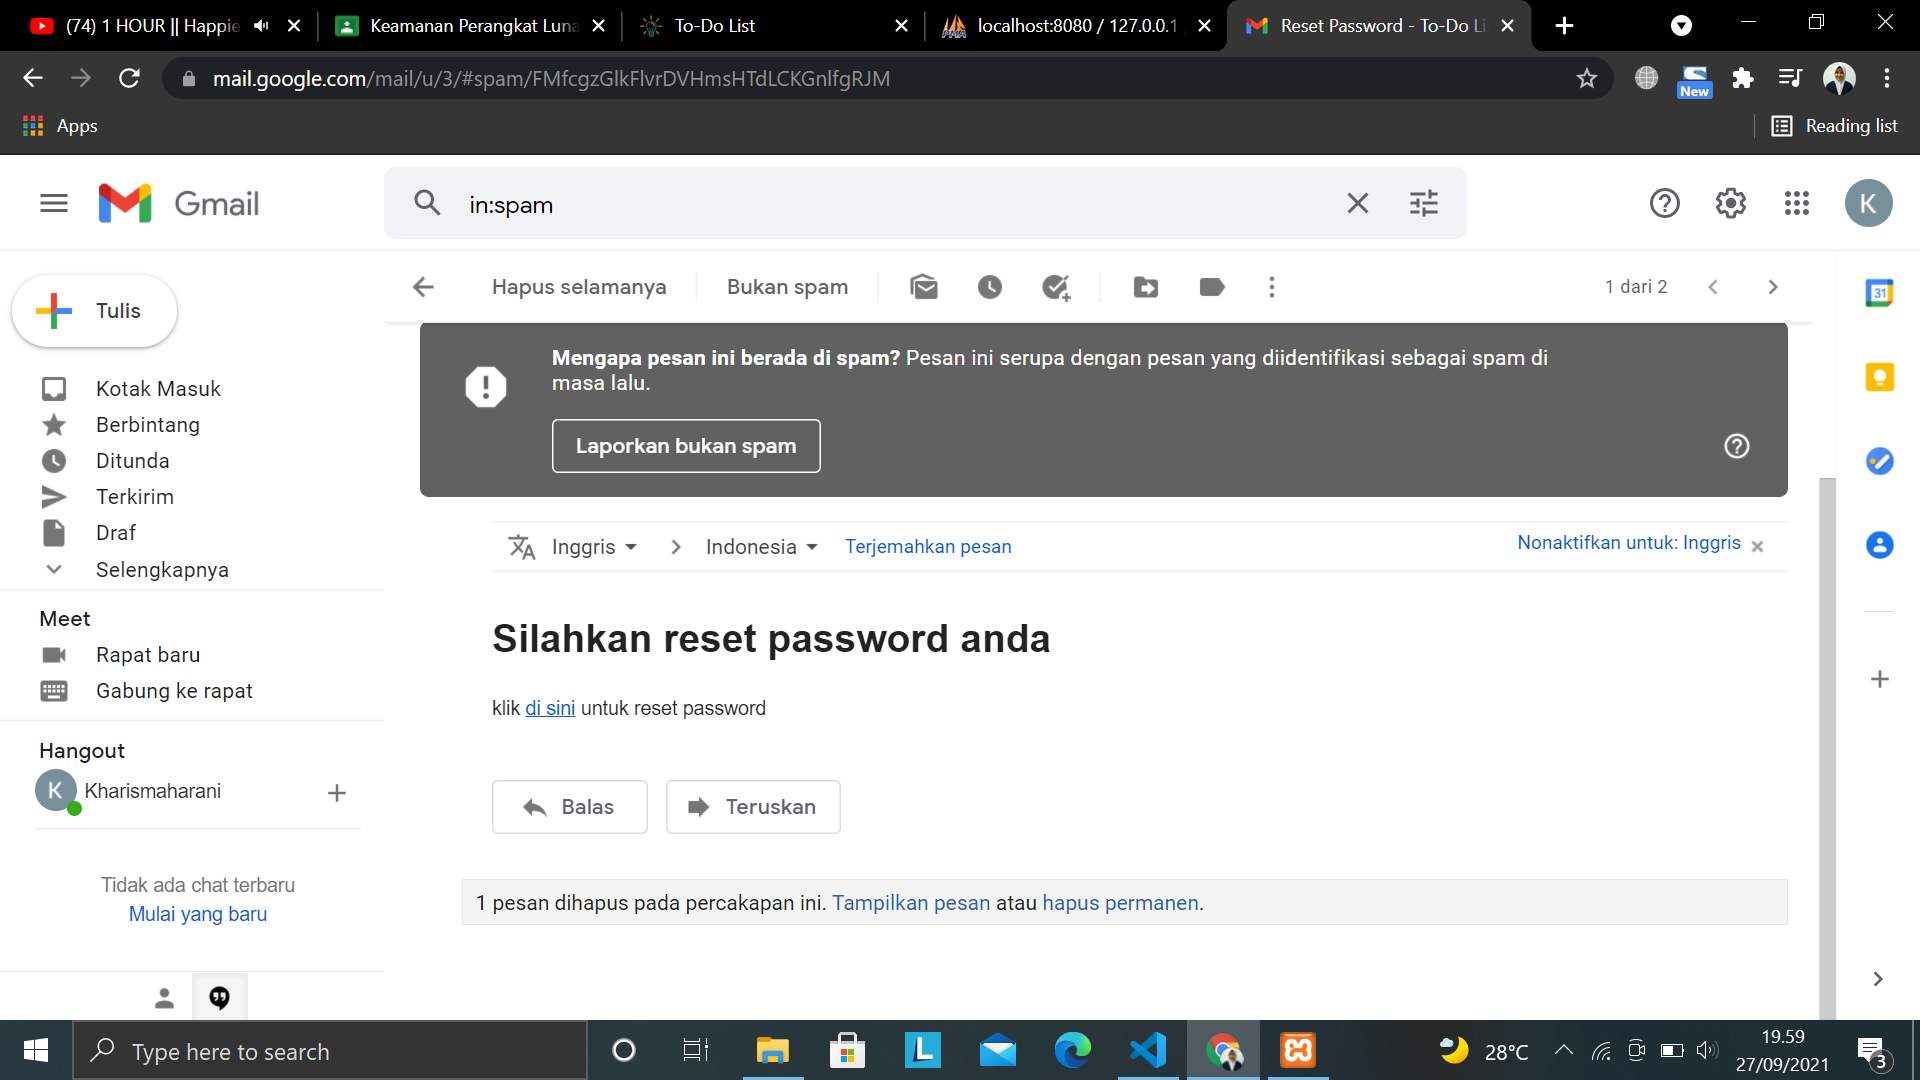 (74) 1 HOUR || Happie
Keamanan Perangkat Luna
To-Do List
localhost:8080 / 127.0.0.1
Reset Password - To-Do Li
mail.google.com/mail/u/3/#spam/FMfcgzGlkFlvrDVHmsHTdLCKGnlfgRJM
New
Apps
Reading list
Gmail
in:spam
K
Tulis
Hapus selamanya
Bukan spam
1 dari 2
31
Mengapa pesan ini berada di spam? Pesan ini serupa dengan pesan yang diidentifikasi sebagai spam di
masa lalu.
Laporkan bukan spam
Kotak Masuk
Berbintang
Ditunda
Terkirim
Draf
Selengkapnya
Inggris
Indonesia
Terjemahkan pesan
Nonaktifkan untuk: Inggris
Meet
Rapat baru
Gabung ke rapat
Silahkan reset password anda
klik di sini untuk reset password
Hangout
K
Kharismaharani
Balas
Teruskan
Tidak ada chat terbaru
Mulai yang baru
1 pesan dihapus pada percakapan ini. Tampilkan pesan atau hapus permanen.
Type here to search
L
28°C
19.59
27/09/2021
3